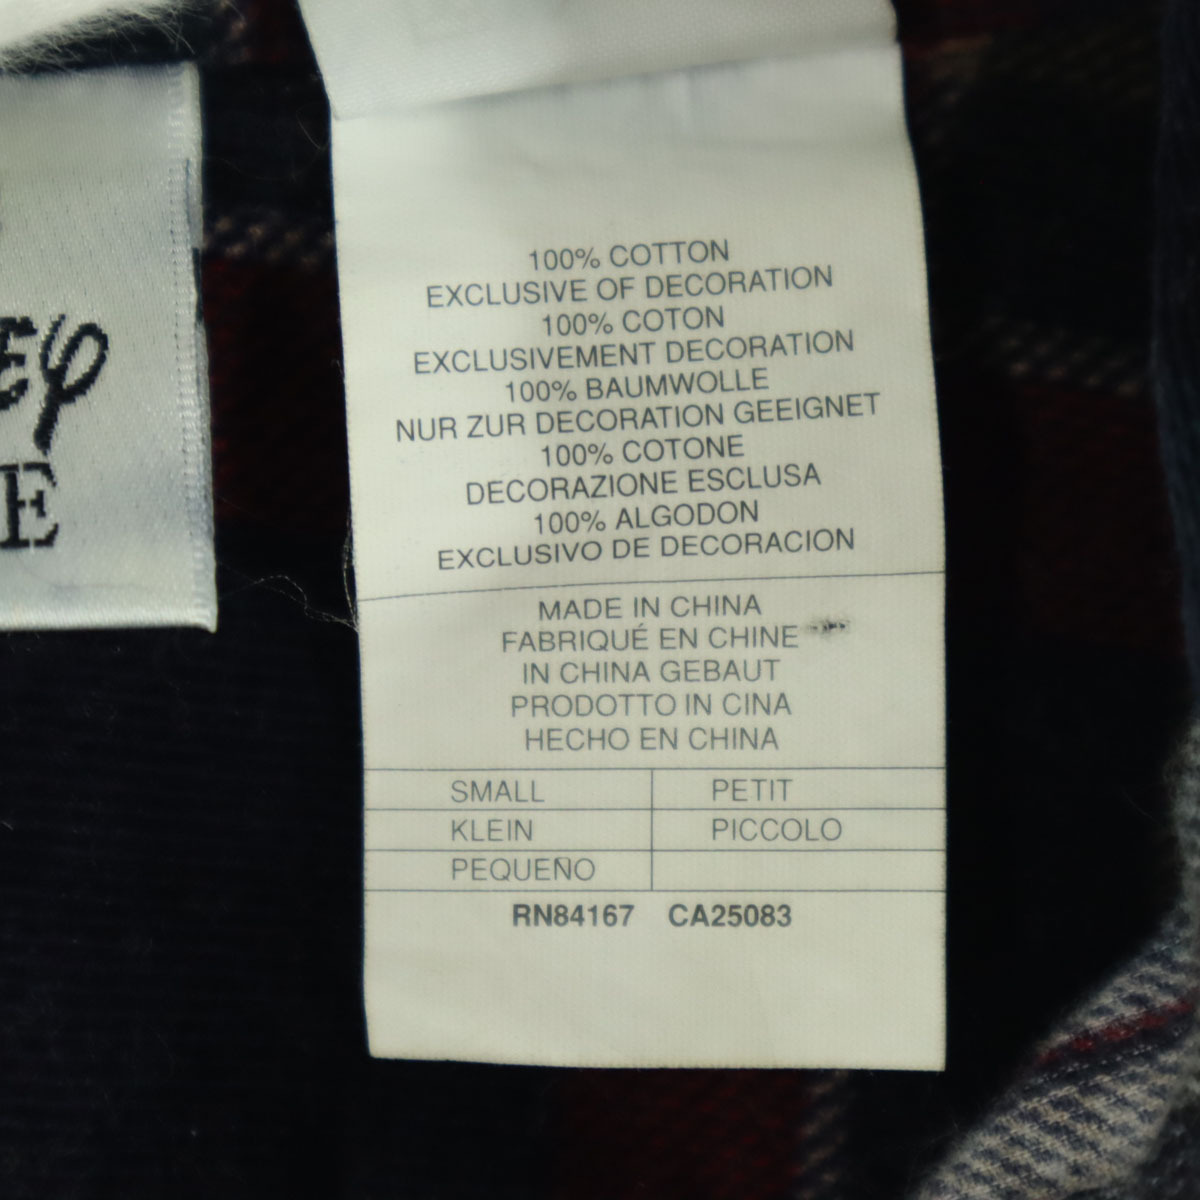 100% COTTON
EXCLUSIVE OF DECORATION
100% COTON
EXCLUSIVEMENT DECORATION
100% BAUMWOLLE
NUR ZUR DECORATION GEEIGNET
100% COTONE
DECORAZIONE ESCLUSA
100% ALGODON
EXCLUSIVO DE DECORACION
MADE IN CHINA
FABRIQUÉ EN CHINE
IN CHINA GEBAUT
PRODOTTO IN CINA
HECHO EN CHINA
SMALL PETIT
KLEIN PICCOLO
PEQUEÑO
RN84167 CA25083